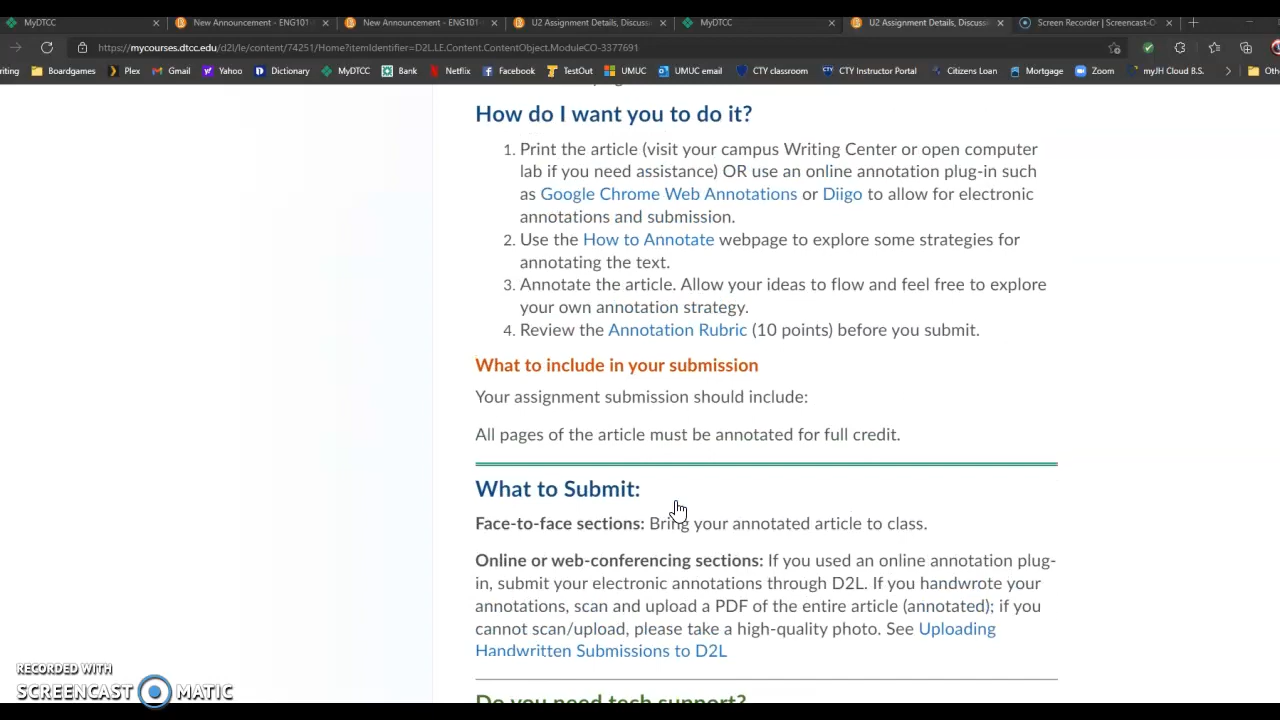 MyDTCC
New Announcement - ENG101-
New Announcement - ENG101-
U2 Assignment Details, Discuss
MyDTCC
U2 Assignment Details, Discuss
Screen Recorder | Screencast-O
https://mycourses.dtcc.edu/d2l/le/content/74251/Home?itemIdentifier=D2L.LE.Content.ContentObject.ModuleCO-3377691
riting Boardgames Plex Gmail Yahoo Dictionary MyDTCC Bank Netflix Facebook TestOut UMUC UMUC email CTY classroom CTY Instructor Portal Citizens Loan Mortgage Zoom myJH Cloud B.S. Oth
How do I want you to do it?
1. Print the article (visit your campus Writing Center or open computer
lab if you need assistance) OR use an online annotation plug-in such
as Google Chrome Web Annotations or Diigo to allow for electronic
annotations and submission.
2. Use the How to Annotate webpage to explore some strategies for
annotating the text.
3. Annotate the article. Allow your ideas to flow and feel free to explore
your own annotation strategy.
4. Review the Annotation Rubric (10 points) before you submit.
What to include in your submission
Your assignment submission should include:
All pages of the article must be annotated for full credit.
What to Submit:
Face-to-face sections: Bring your annotated article to class.
Online or web-conferencing sections: If you used an online annotation plug-
in, submit your electronic annotations through D2L. If you handwrote your
annotations, scan and upload a PDF of the entire article (annotated); if you
cannot scan/upload, please take a high-quality photo. See Uploading
Handwritten Submissions to D2L
Do you need tech support?
RECORDED WITH
SCREENCAST MATIC